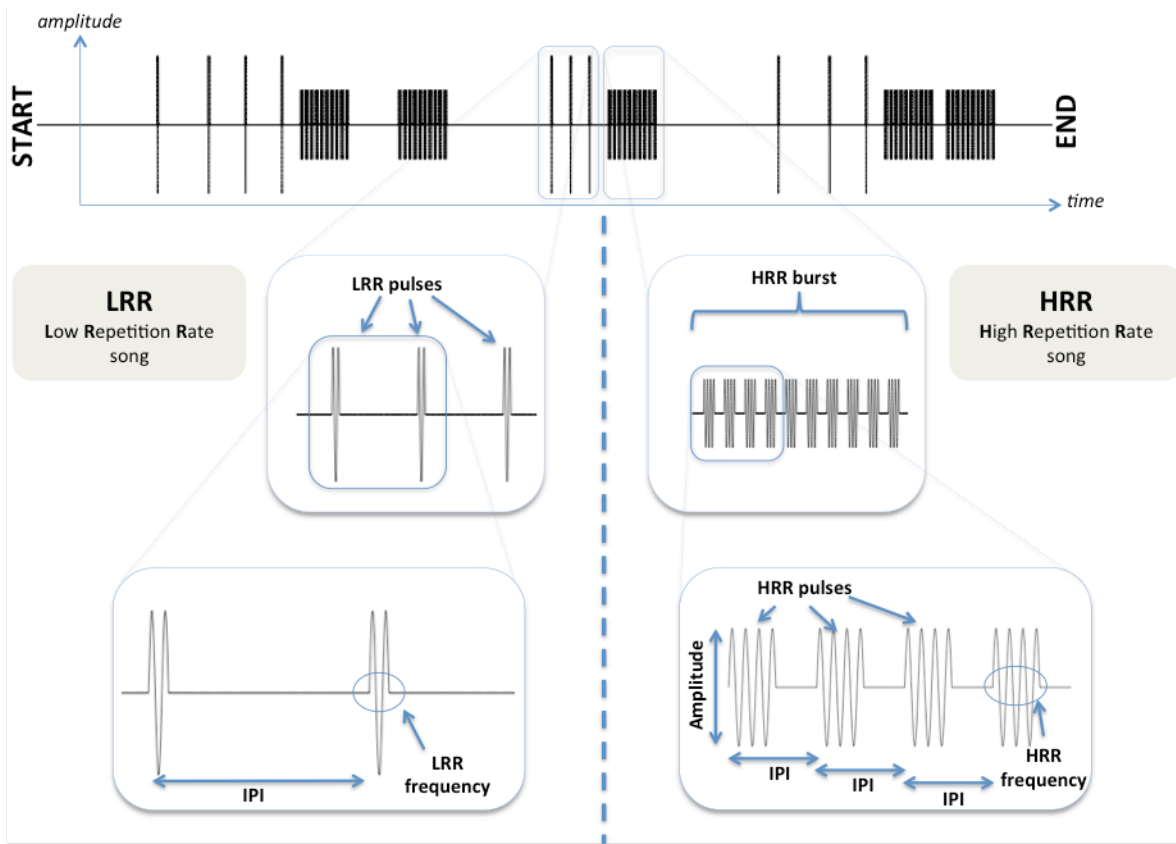 amplitude
START
END
time
LRR
Low Repetition Rate
song
LRR pulses
HRR burst
HRR
High Repetition Rate
song
LRR
frequency
IPI
HRR pulses
Amplitude
IPI
IPI
IPI
HRR
frequency